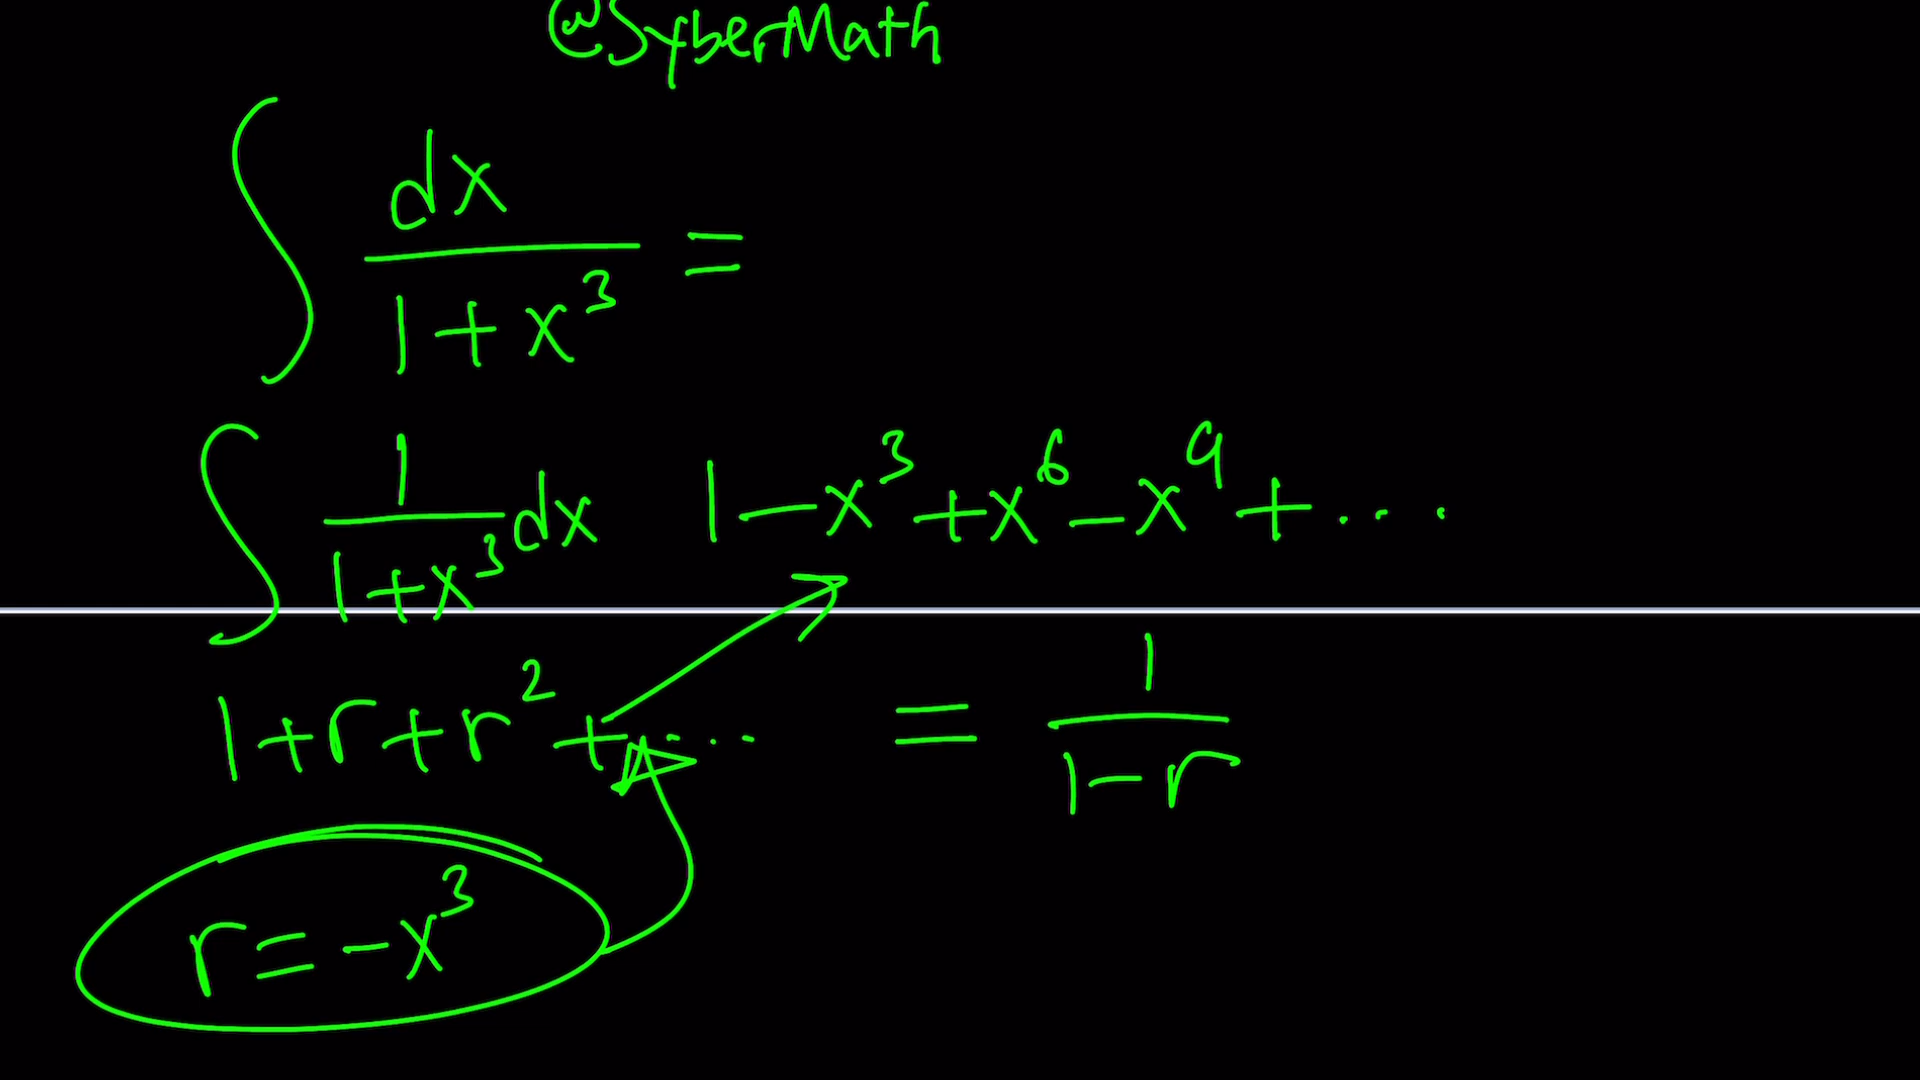 @SyberMath
∫ dx / 1+x³ =
∫ 1 / 1+x³ dx 1-x³+x⁶-x⁹+...
1+r+r²+... = 1 / 1-r
r=-x³